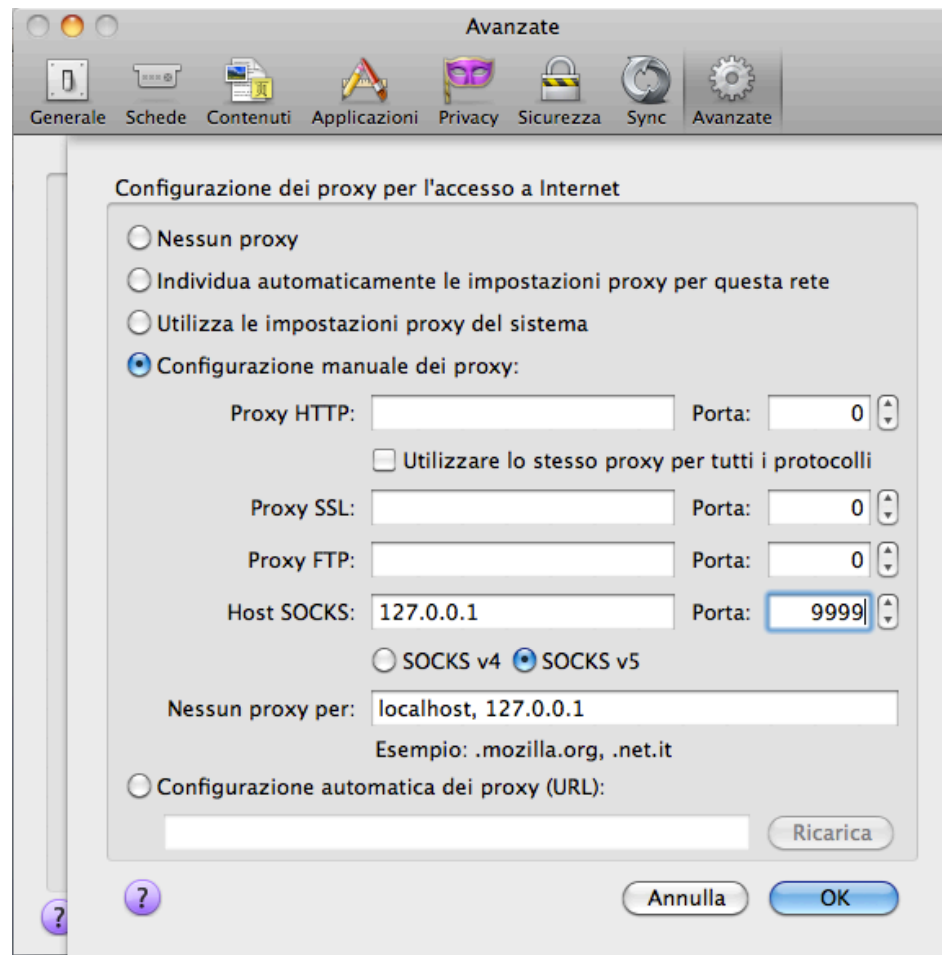 Avanzate
Generale Schede Contenuti Applicazioni Privacy Sicurezza Sync Avanzate
Configurazione dei proxy per l'accesso a Internet
Nessun proxy
Individua automaticamente le impostazioni proxy per questa rete
Utilizza le impostazioni proxy del sistema
Configurazione manuale dei proxy:
Proxy HTTP: Porta: 0
Utilizzare lo stesso proxy per tutti i protocolli
Proxy SSL: Porta: 0
Proxy FTP: Porta: 0
Host SOCKS: 127.0.0.1 Porta: 9999
SOCKS v4 SOCKS v5
Nessun proxy per: localhost, 127.0.0.1
Esempio: .mozilla.org, .net.it
Configurazione automatica dei proxy (URL):
Ricarica
? Annulla OK
?